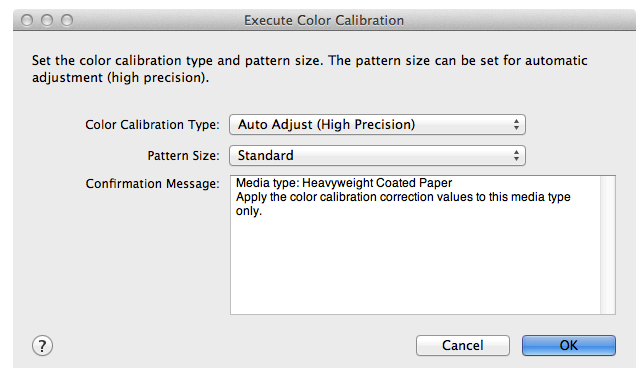 Execute Color Calibration
Set the color calibration type and pattern size. The pattern size can be set for automatic
adjustment (high precision).
Color Calibration Type: Auto Adjust (High Precision)
Pattern Size: Standard
Confirmation Message: Media type: Heavyweight Coated Paper
Apply the color calibration correction values to this media type
only.
? Cancel OK